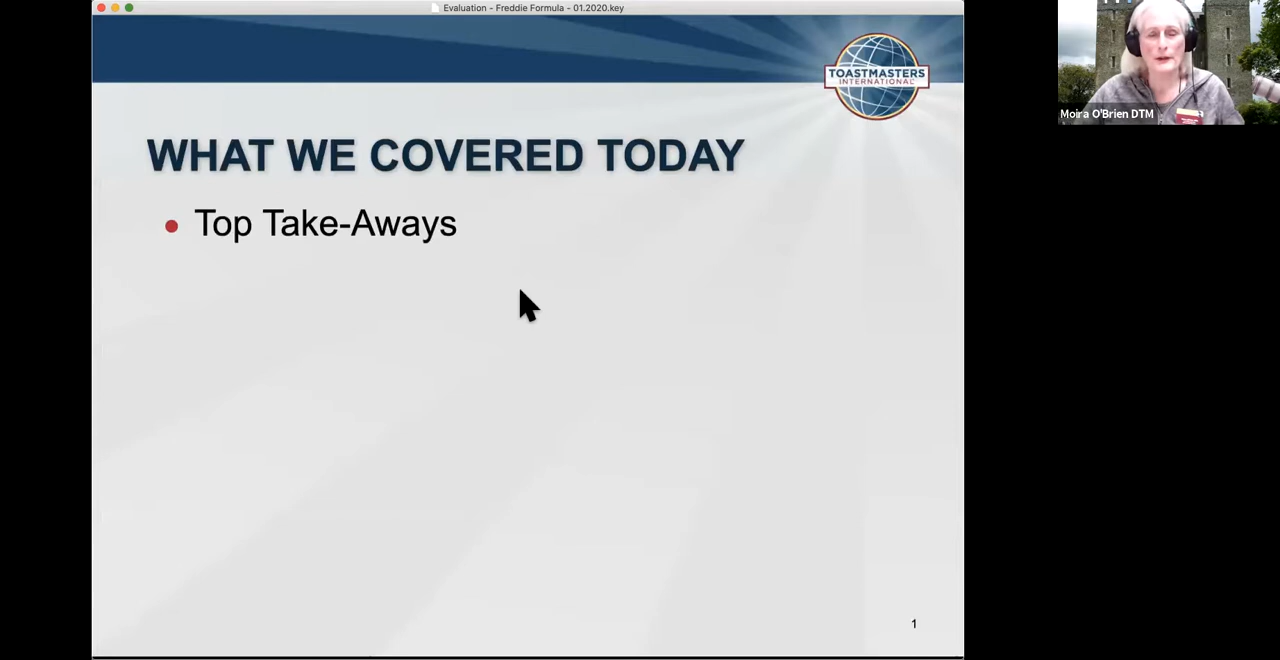 Evaluation - Freddie Formula - 01.2020.key
TOASTMASTERS
INTERNATIONAL
WHAT WE COVERED TODAY
• Top Take-Aways
1
Moira O'Brien DTM